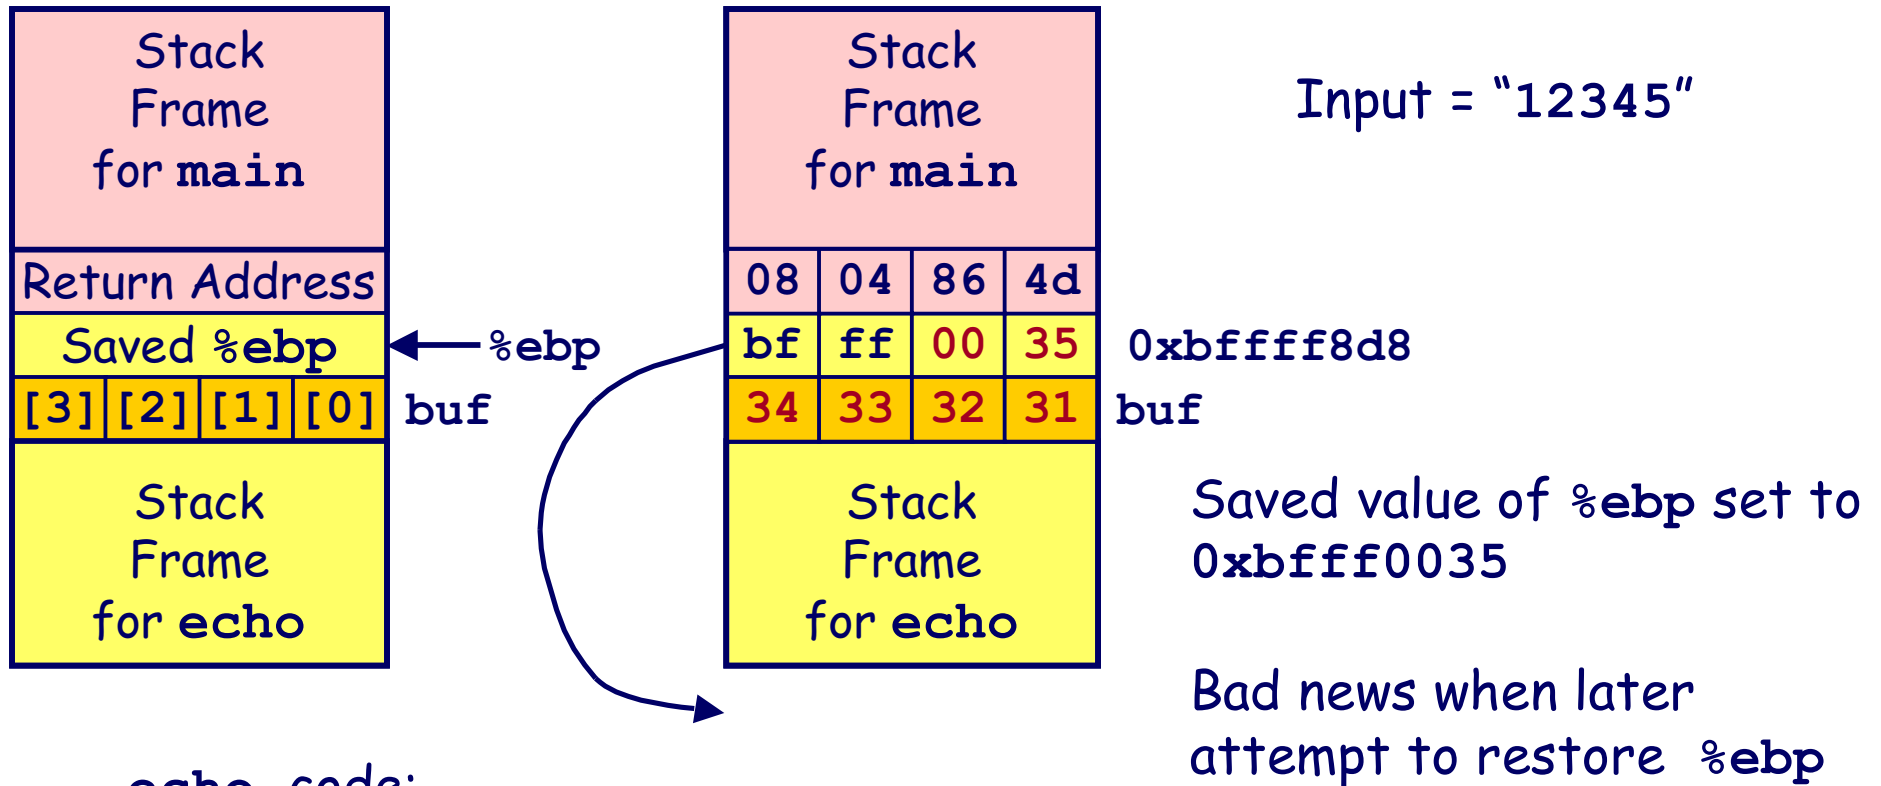 Stack
Frame
for main
Return Address
Saved %ebp
%ebp
[3] [2] [1] [0]
buf
Stack
Frame
for echo
Stack
Frame
for main
08 04 86 4d
bf ff 00 35
0xbffff8d8
34 33 32 31
buf
Stack
Frame
for echo
Input = “12345”
Saved value of %ebp set to
0xbfff0035
Bad news when later
attempt to restore %ebp
echo code: